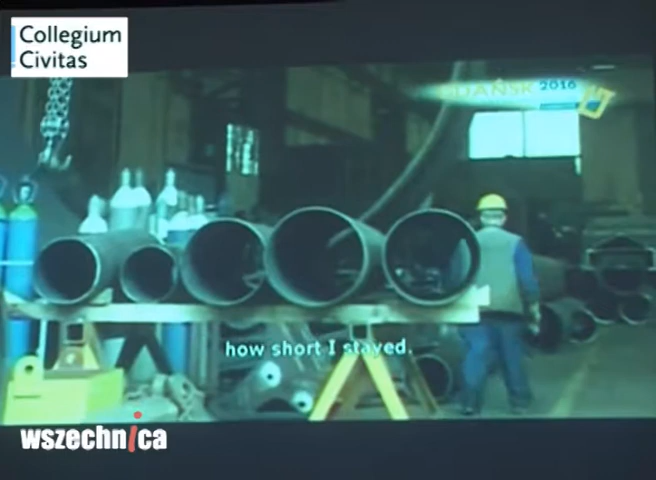 Collegium
Civitas
GDAŃSK 2016
how short I stayed.
wszechnica